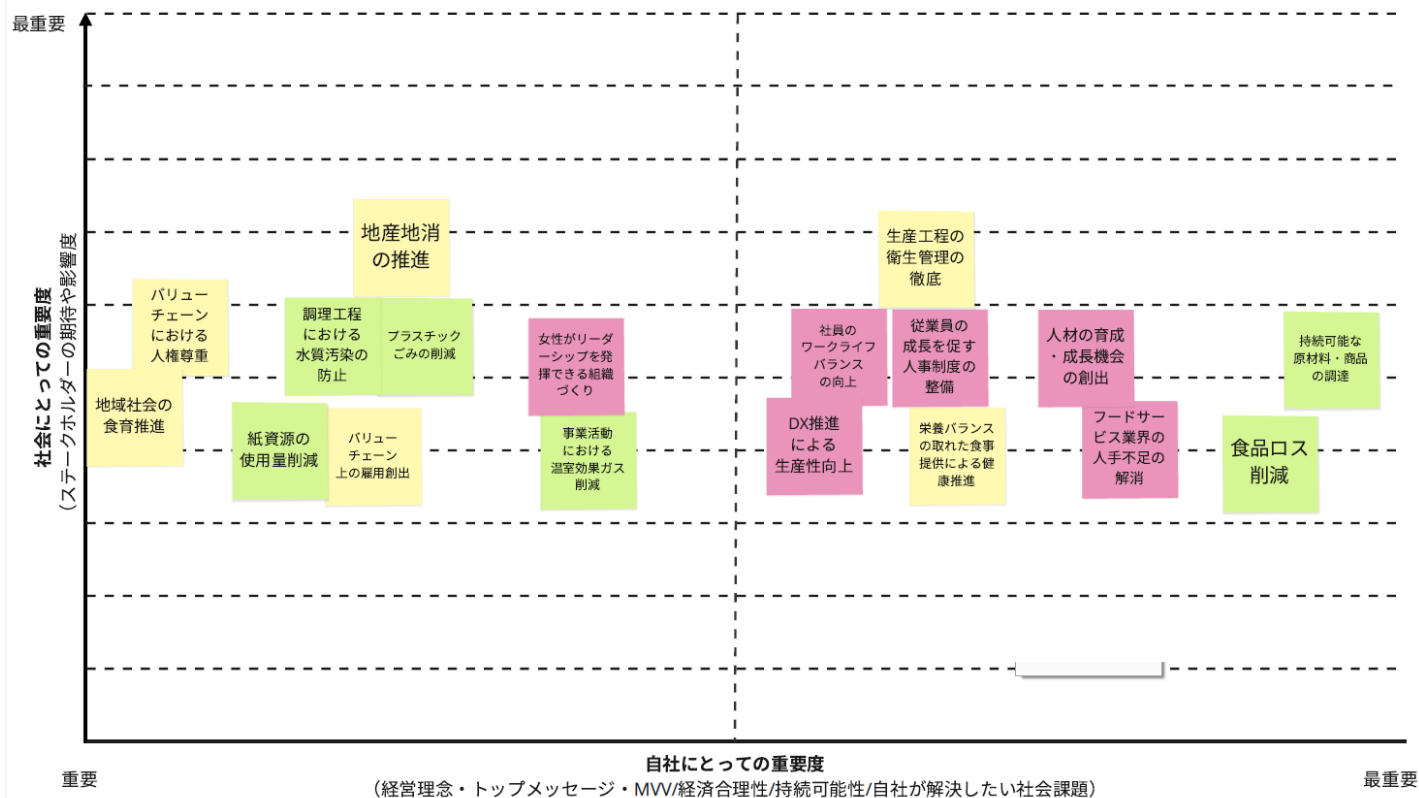 最重要
社会にとっての重要度
（ステークホルダーの期待や影響度）
地産地消
の推進
生産工程の
衛生管理の
徹底
バリュー
チェーン
における
人権尊重
調理工程
における
水質汚染の
防止
プラスチック
ごみの削減
女性がリーダ
ーシップを発
揮できる組織
づくり
社員の
ワークライフ
バランス
の向上
従業員の
成長を促す
人事制度の
整備
人材の育成
・成長機会
の創出
持続可能な
原材料・商品
の調達
地域社会の
食育推進
紙資源の
使用量削減
バリュー
チェーン
上の雇用創出
事業活動
における
温室効果ガス
削減
DX推進
による
生産性向上
栄養バランス
の取れた食事
提供による健
康推進
フードサー
ビス業界の
人手不足の
解消
食品ロス
削減
重要
自社にとっての重要度
（経営理念・トップメッセージ・MVV/経済合理性/持続可能性/自社が解決したい社会課題）
最重要